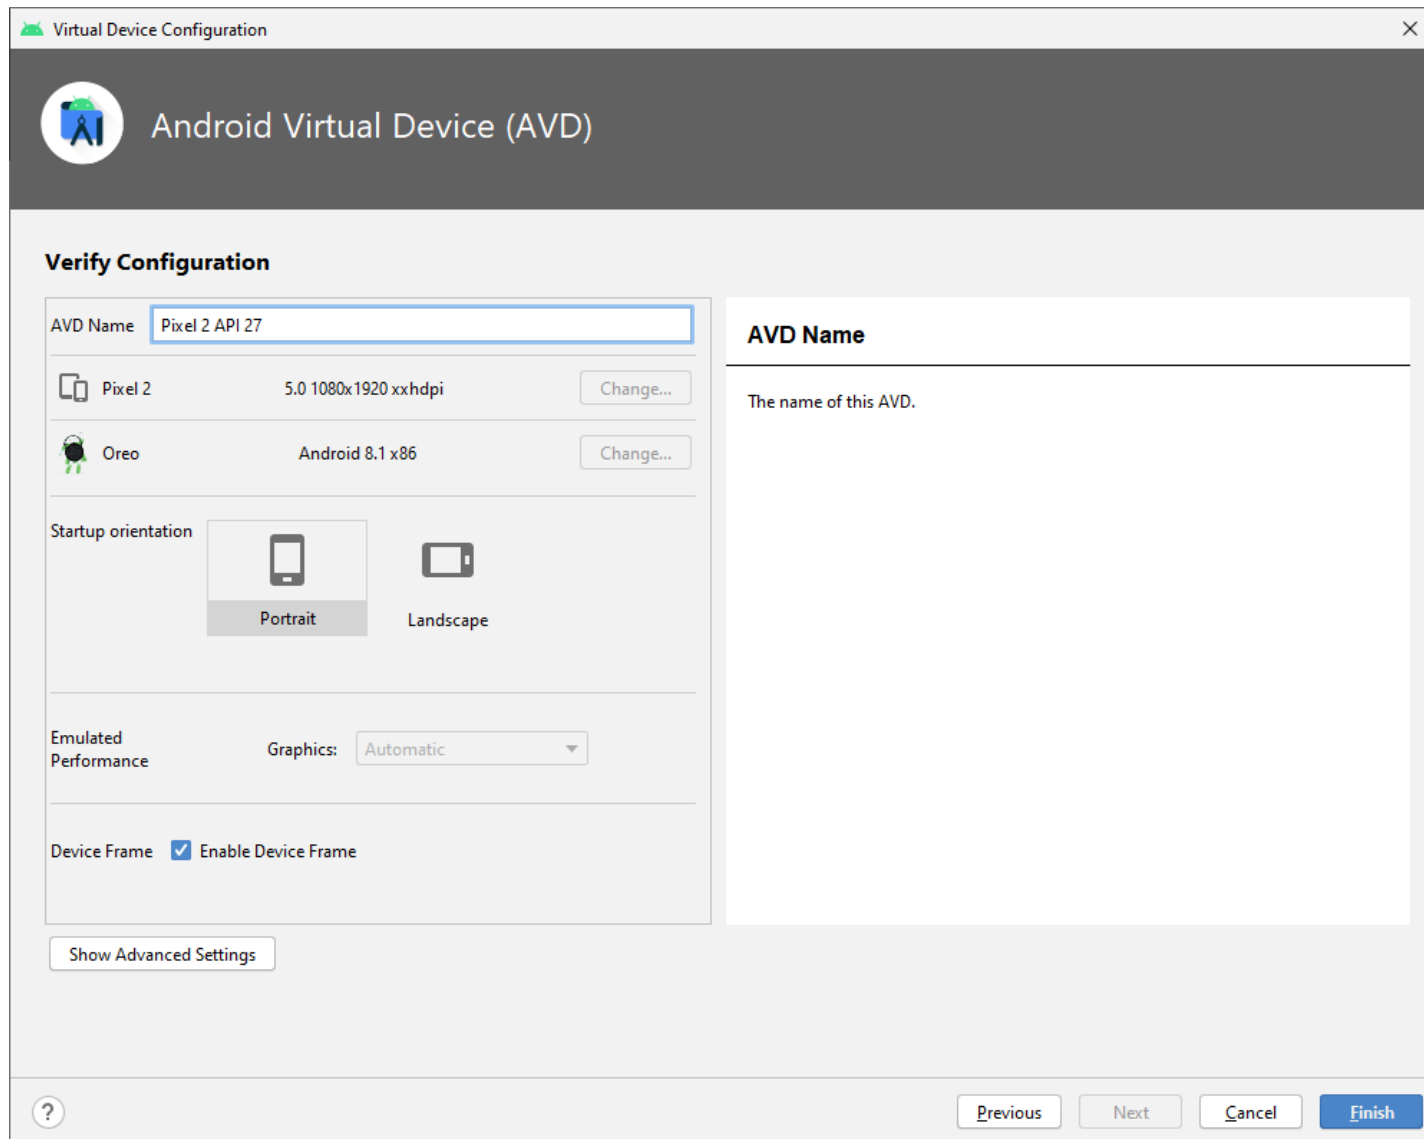 Virtual Device Configuration
Android Virtual Device (AVD)
Verify Configuration
AVD Name Pixel 2 API 27
Pixel 2 5.0 1080x1920 xxhdpi Change...
Oreo Android 8.1 x86 Change...
Startup orientation
Portrait
Landscape
Emulated
Performance
Graphics: Automatic
Device Frame Enable Device Frame
Show Advanced Settings
AVD Name
The name of this AVD.
? Previous Next Cancel Finish